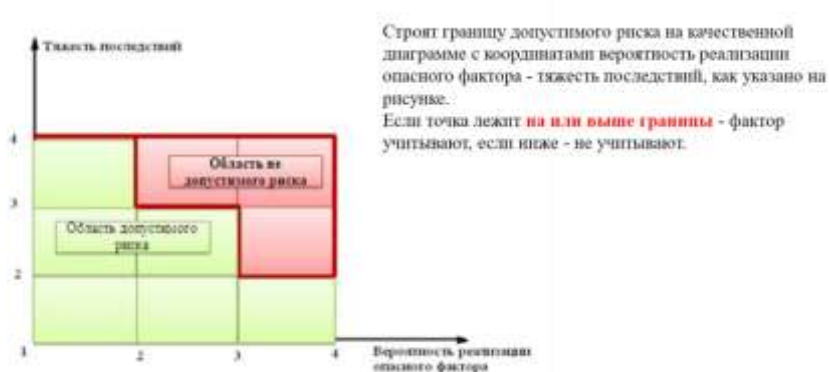 Тяжесть последствий
4
3
2
1
2
3
4
Область не
допустимого риска
Область допустимого
риска
Вероятность реализации
опасного фактора
Строят границу допустимого риска на качественной
диаграмме с координатами вероятность реализации
опасного фактора - тяжесть последствий, как указано на
рисунке.
Если точка лежит на или выше границы - фактор
учитывают, если ниже - не учитывают.